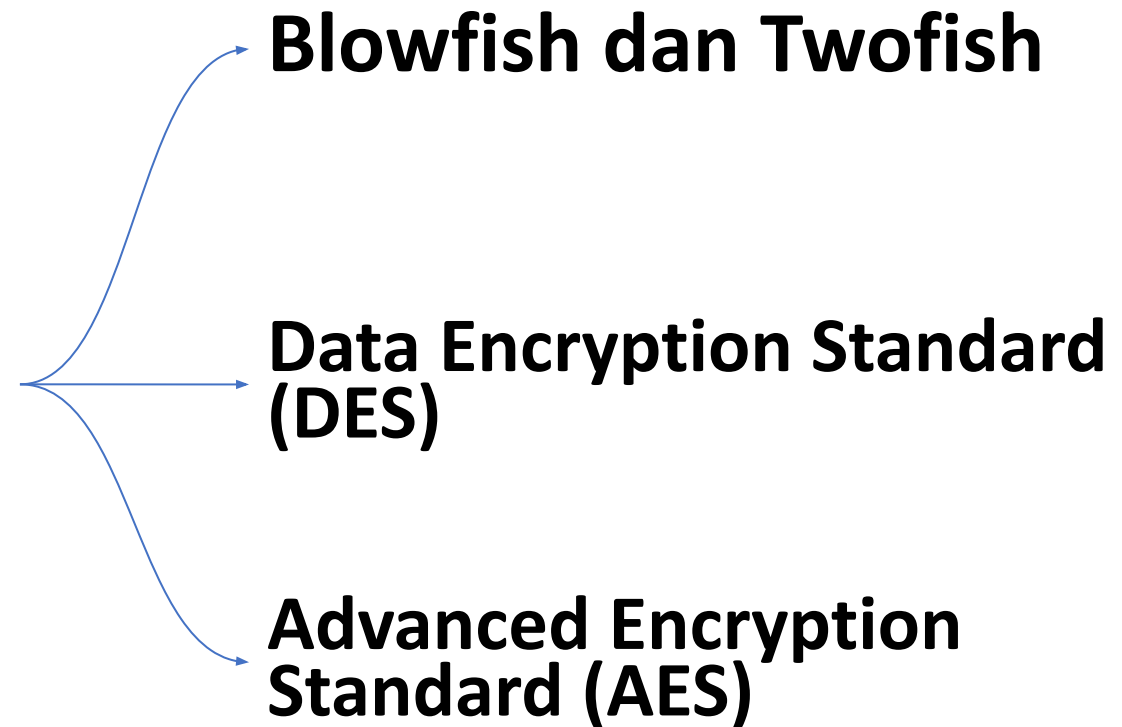 Blowfish dan Twofish
Data Encryption Standard
(DES)
Advanced Encryption
Standard (AES)